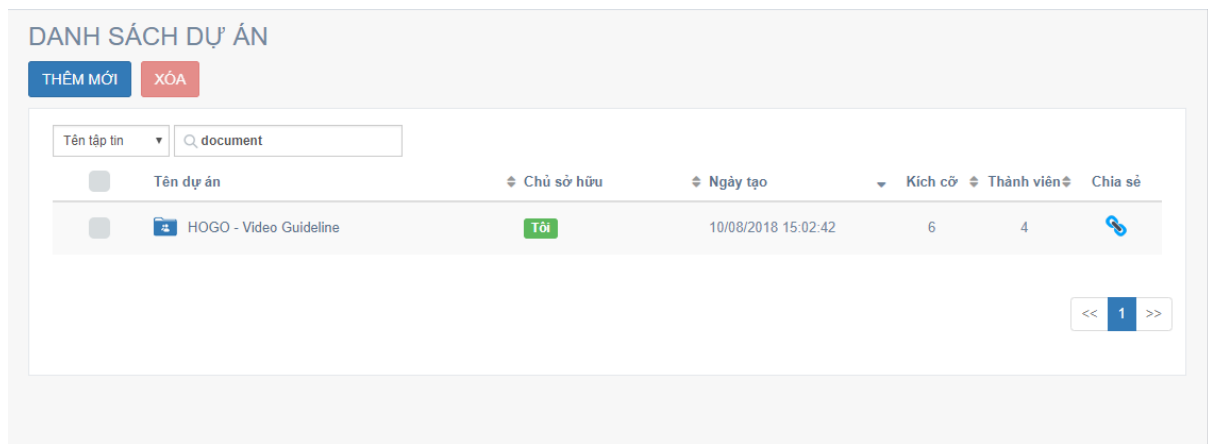 DANH SÁCH DỰ ÁN
THÊM MỚI XÓA
Tên tập tin document
Tên dự án Chủ sở hữu Ngày tạo Kích cỡ Thành viên Chia sẻ
HOGO - Video Guideline Tôi 10/08/2018 15:02:42 6 4
<< 1 >>